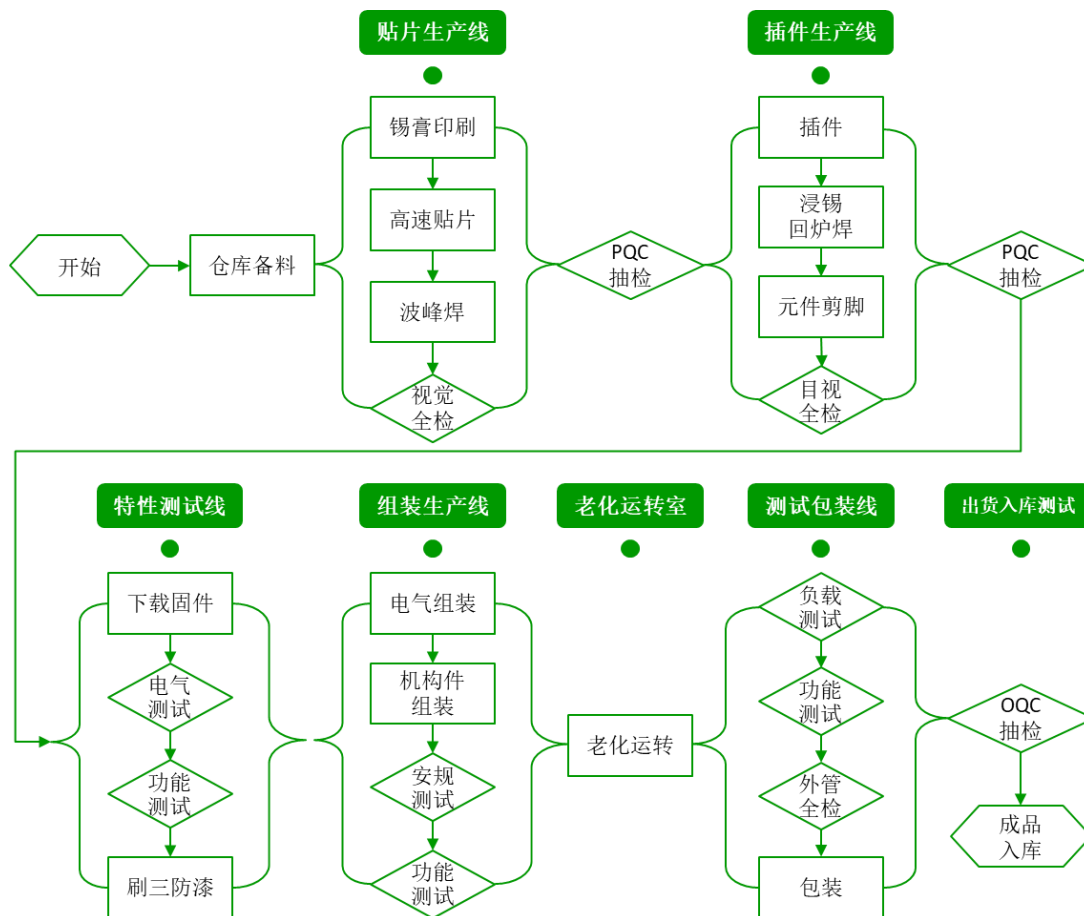 贴片生产线
插件生产线
锡膏印刷
高速贴片
波峰焊
视觉
全检
开始
仓库备料
PQC
抽检
插件
浸锡
回炉焊
元件剪脚
目视
全检
PQC
抽检
特性测试线
组装生产线
老化运转室
测试包装线
出货入库测试
下载固件
电气
测试
功能
测试
刷三防漆
电气组装
机构件
组装
安规
测试
功能
测试
老化运转
负载
测试
功能
测试
外管
全检
包装
OQC
抽检
成品
入库